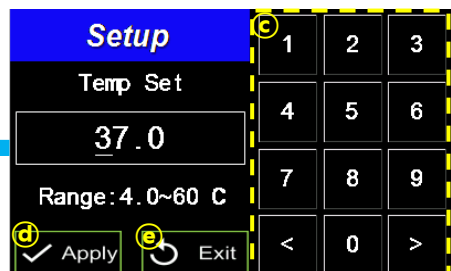 Setup
Temp Set
37.0
Range:4.0~60 C
ⓓ
Apply
ⓔ
Exit
ⓒ
1 2 3
4 5 6
7 8 9
< 0 >